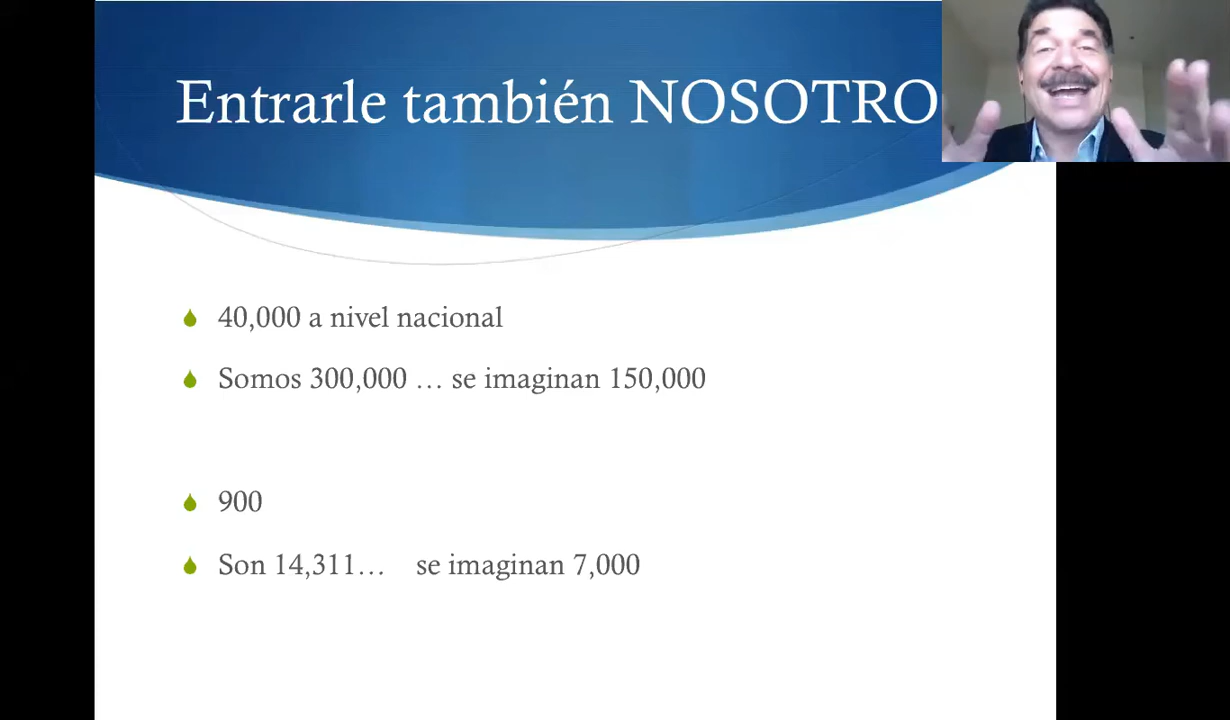 Entrarle también NOSOTRO
40,000 a nivel nacional
Somos 300,000 … se imaginan 150,000
900
Son 14,311… se imaginan 7,000